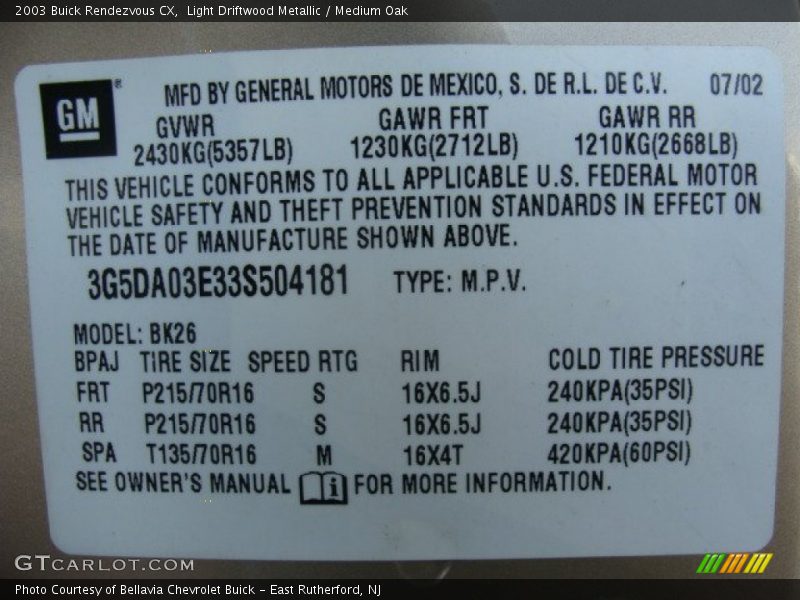 2003 Buick Rendezvous CX,  Light Driftwood Metallic / Medium Oak
GM®
MFD BY GENERAL MOTORS DE MEXICO, S. DE R.L. DE C.V. 07/02
GVWR GAWR FRT GAWR RR
2430KG(5357LB) 1230KG(2712LB) 1210KG(2668LB)
THIS VEHICLE CONFORMS TO ALL APPLICABLE U.S. FEDERAL MOTOR
VEHICLE SAFETY AND THEFT PREVENTION STANDARDS IN EFFECT ON
THE DATE OF MANUFACTURE SHOWN ABOVE.
3G5DA03E33S504181 TYPE: M.P.V.
MODEL: BK26
BPAJ TIRE SIZE SPEED RTG RIM COLD TIRE PRESSURE
FRT P215/70R16 S 16X6.5J 240KPA(35PSI)
RR P215/70R16 S 16X6.5J 240KPA(35PSI)
SPA T135/70R16 M 16X4T 420KPA(60PSI)
SEE OWNER'S MANUAL i FOR MORE INFORMATION.
GTCARLOT.COM
Photo Courtesy of Bellavia Chevrolet Buick – East Rutherford, NJ